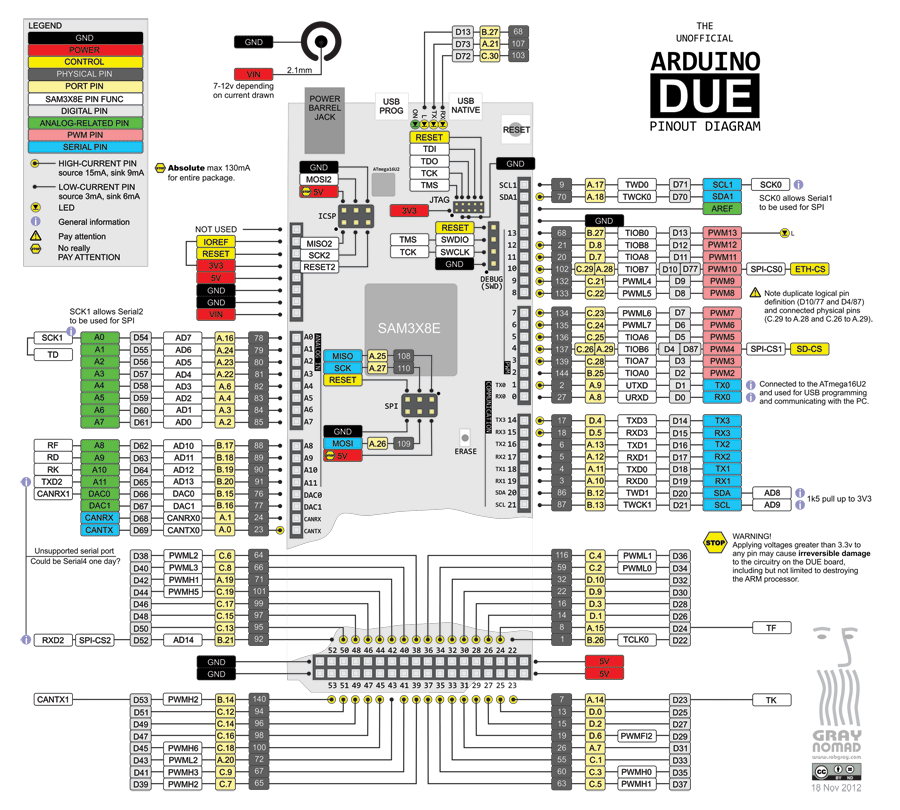 LEGEND
GND
POWER
CONTROL
PHYSICAL PIN
PORT PIN
SAM3X8E PIN FUNC
DIGITAL PIN
ANALOG-RELATED PIN
PWM PIN
SERIAL PIN
HIGH-CURRENT PIN
source 15mA, sink 9mA
LOW-CURRENT PIN
source 3mA, sink 6mA
LED
General information
Pay attention
No really
PAY ATTENTION
GND
VIN
2.1mm
7-12v depending
on current drawn
Absolute max 130mA
for entire package.
D13 B.27 68
D73 A.21 107
D72 C.30 103
THE
UNOFFICIAL
ARDUINO
DUE
PINOUT DIAGRAM
POWER
BARREL
JACK
USB
PROG
USB
NATIVE
ON
L
TX
RX
RESET
RESET
TDI
TDO
TCK
TMS
JTAG
3V3
GND
GND
MOSI2
5V
ATmega16U2
ICSP
MISO2
SCK2
RESET2
RESET
TMS SWDIO
TCK SWCLK
GND
DEBUG
(SWD)
NOT USED
IOREF
RESET
3V3
5V
GND
GND
VIN
SAM3X8E
SCL1 9 A.17 TWD0 D71 SCL1 SCK0
SDA1 70 A.18 TWCK0 D70 SDA1
AREF
SCK0 allows Serial1
to be used for SPI
GND
13 68 B.27 TIOB0 D13 PWM13 L
12 21 D.8 TIOB8 D12 PWM12
11 20 D.7 TIOA8 D11 PWM11
10 102 C.29 A.28 TIOB7 D10 D77 PWM10 SPI-CS0 ETH-CS
9 132 C.21 PWML4 D9 PWM9
8 133 C.22 PWML5 D8 PWM8
Note duplicate logical pin
definition (D10/77 and D4/87)
and connected physical pins
(C.29 to A.28 and C.26 to A.29).
7 134 C.23 PWML6 D7 PWM7
6 135 C.24 PWML7 D6 PWM6
5 136 C.25 TIOA6 D5 PWM5
4 137 C.26 A.29 TIOB6 D4 D87 PWM4 SPI-CS1 SD-CS
3 139 C.28 TIOA7 D3 PWM3
2 144 B.25 TIOA0 D2 PWM2
TX0 1 2 A.9 UTXD D1 TX0
RX0 0 27 A.8 URXD D0 RX0
Connected to the ATmega16U2
and used for USB programming
and communicating with the PC.
COMMUNICATION
TX3 14 17 D.4 TXD3 D14 TX3
RX3 15 18 D.5 RXD3 D15 RX3
TX2 16 6 A.13 TXD1 D16 TX2
RX2 17 5 A.12 RXD1 D17 RX2
TX1 18 4 A.11 TXD0 D18 TX1
RX1 19 3 A.10 RXD0 D19 RX1
SDA 20 86 B.12 TWD1 D20 SDA AD8
SCL 21 87 B.13 TWCK1 D21 SCL AD9
1k5 pull up to 3V3
SCK1 allows Serial2
to be used for SPI
SCK1 A0 D54 AD7 A.16 78 A0
TD A1 D55 AD6 A.24 79 A1
A2 D56 AD5 A.23 80 A2
A3 D57 AD4 A.22 81 A3
A4 D58 AD3 A.6 82 A4
A5 D59 AD2 A.4 83 A5
A6 D60 AD1 A.3 84 A6
A7 D61 AD0 A.2 85 A7
RF A8 D62 AD10 B.17 88 A8
RD A9 D63 AD11 B.18 89 A9
RK A10 D64 AD12 B.19 90 A10
TXD2 A11 D65 AD13 B.20 91 A11
CANRX1 DAC0 D66 B.15 76 DAC0
DAC1 D67 B.16 77 DAC1
CANRX D68 CANRX0 A.1 24 CANRX
CANTX D69 CANTX0 A.0 23 CANTX
MISO A.25 108
SCK A.27 110
RESET
SPI
GND
MOSI A.26 109
5V
ERASE
Unsupported serial port
Could be Serial4 one day?
STOP
WARNING!
Applying voltages greater than 3.3v to
any pin may cause irreversible damage
to the circuitry on the DUE board,
including but not limited to destroying
the ARM processor.
D38 PWML2 C.6 64
D40 PWML3 C.8 66
D42 PWMH1 A.19 71
D44 PWMH5 C.19 101
D46 C.17 99
D48 C.15 97
D50 C.13 95
RXD2 SPI-CS2 D52 AD14 B.21 92
116 C.4 PWML1 D36
59 C.2 PWML0 D34
32 D.10 D32
22 D.9 D30
16 D.3 D28
14 D.1 D26
8 A.15 D24 TF
1 B.26 TCLK0 D22
52 50 48 46 44 42 40 38 36 34 32 30 28 26 24 22
GND 5V
GND 5V
53 51 49 47 45 43 41 39 37 35 33 31 29 27 25 23
CANTX1 D53 PWMH2 B.14 140
D51 C.12 94
D49 C.14 96
D47 C.16 98
D45 PWMH6 C.18 100
D43 PWML2 A.20 72
D41 PWMH3 C.9 67
D39 PWMH2 C.7 65
7 A.14 D23 TK
13 D.0 D25
15 D.2 D27
19 D.6 PWMFI2 D29
26 A.7 D31
55 C.1 D33
60 C.3 PWMH0 D35
63 C.5 PWMH1 D37
GRAY
NOMAD
www.robgray.com
cc BY ND
18 Nov 2012